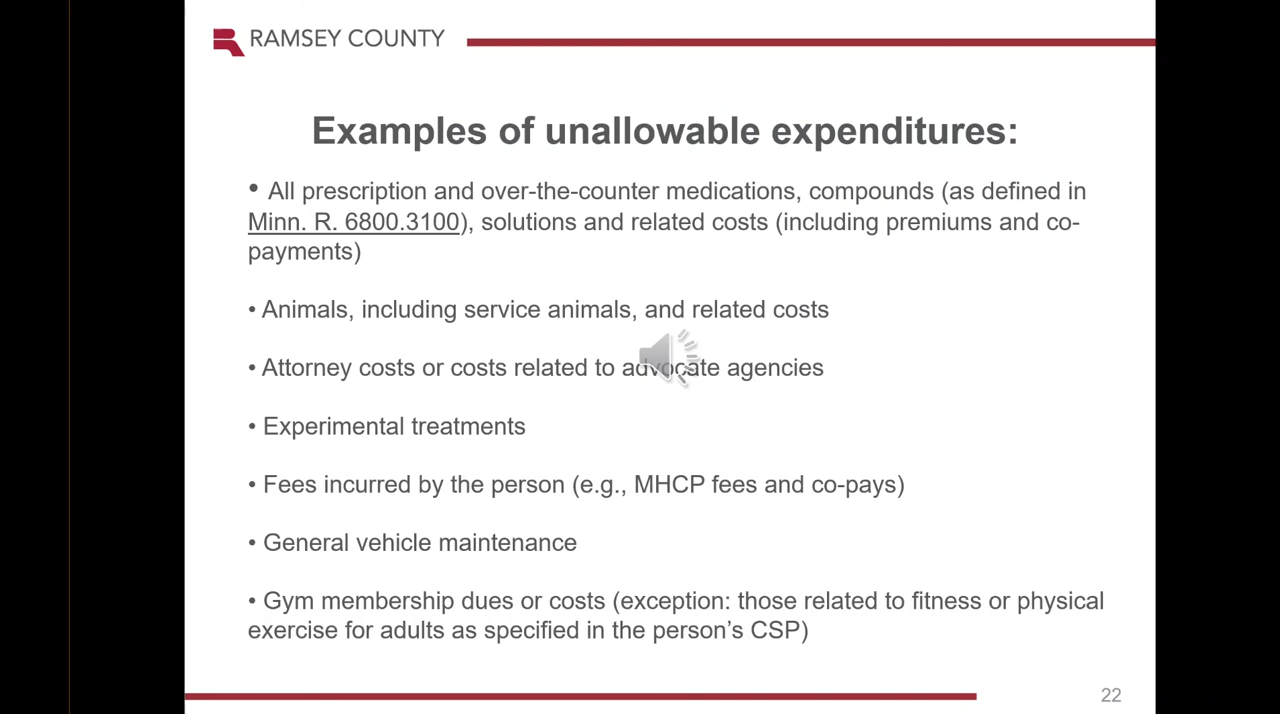 RAMSEY COUNTY
Examples of unallowable expenditures:
• All prescription and over-the-counter medications, compounds (as defined in
Minn. R. 6800.3100), solutions and related costs (including premiums and co-
payments)
• Animals, including service animals, and related costs
• Attorney costs or costs related to advocate agencies
• Experimental treatments
• Fees incurred by the person (e.g., MHCP fees and co-pays)
• General vehicle maintenance
• Gym membership dues or costs (exception: those related to fitness or physical
exercise for adults as specified in the person’s CSP)
22